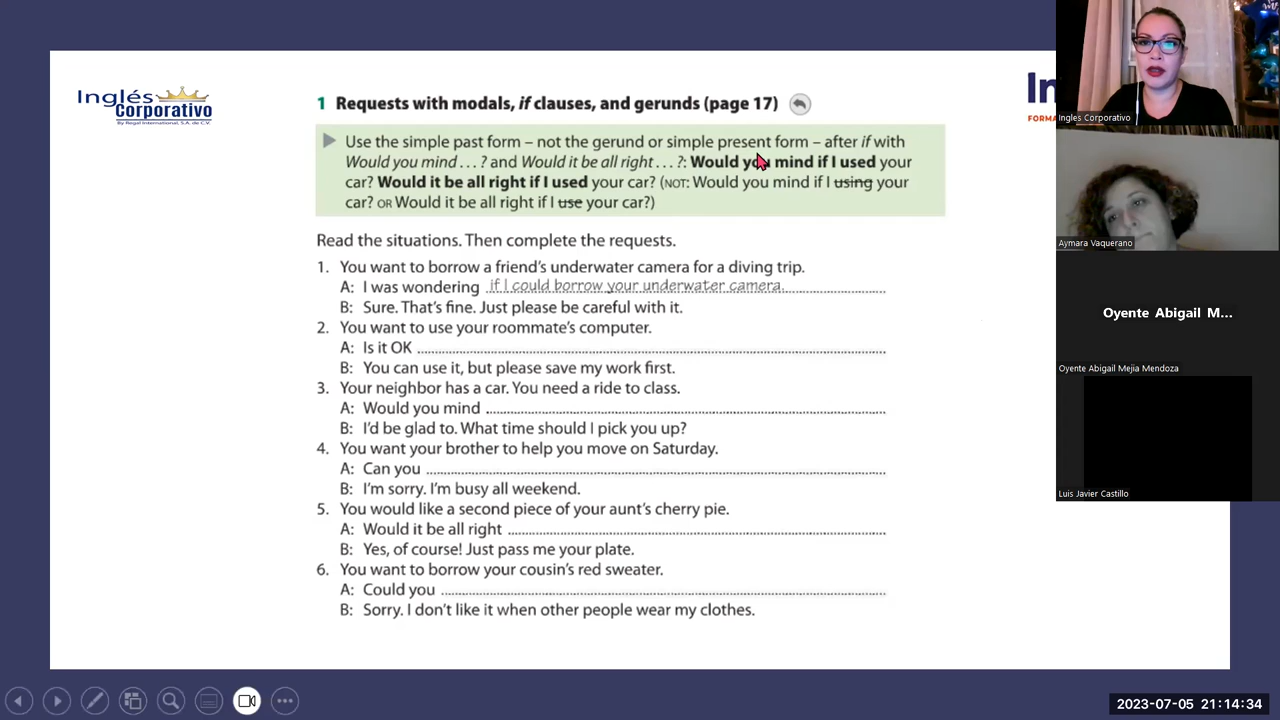 Inglés
Corporativo
By Regal International, S.A. de C.V.
In
FORMA
1 Requests with modals, if clauses, and gerunds (page 17)
Use the simple past form – not the gerund or simple present form – after if with
Would you mind . . . ? and Would it be all right . . . ?: Would you mind if I used your
car? Would it be all right if I used your car? (NOT: Would you mind if I using your
car? OR Would it be all right if I use your car?)
Read the situations. Then complete the requests.
1. You want to borrow a friend's underwater camera for a diving trip.
A: I was wondering if I could borrow your underwater camera.
B: Sure. That's fine. Just please be careful with it.
2. You want to use your roommate's computer.
A: Is it OK
B: You can use it, but please save my work first.
3. Your neighbor has a car. You need a ride to class.
A: Would you mind
B: I'd be glad to. What time should I pick you up?
4. You want your brother to help you move on Saturday.
A: Can you
B: I'm sorry. I'm busy all weekend.
5. You would like a second piece of your aunt's cherry pie.
A: Would it be all right
B: Yes, of course! Just pass me your plate.
6. You want to borrow your cousin's red sweater.
A: Could you
B: Sorry. I don't like it when other people wear my clothes.
Ingles Corporativo
Aymara Vaquerano
Oyente Abigail M...
Oyente Abigail Mejia Mendoza
Luis Javier Castillo
2023-07-05 21:14:34